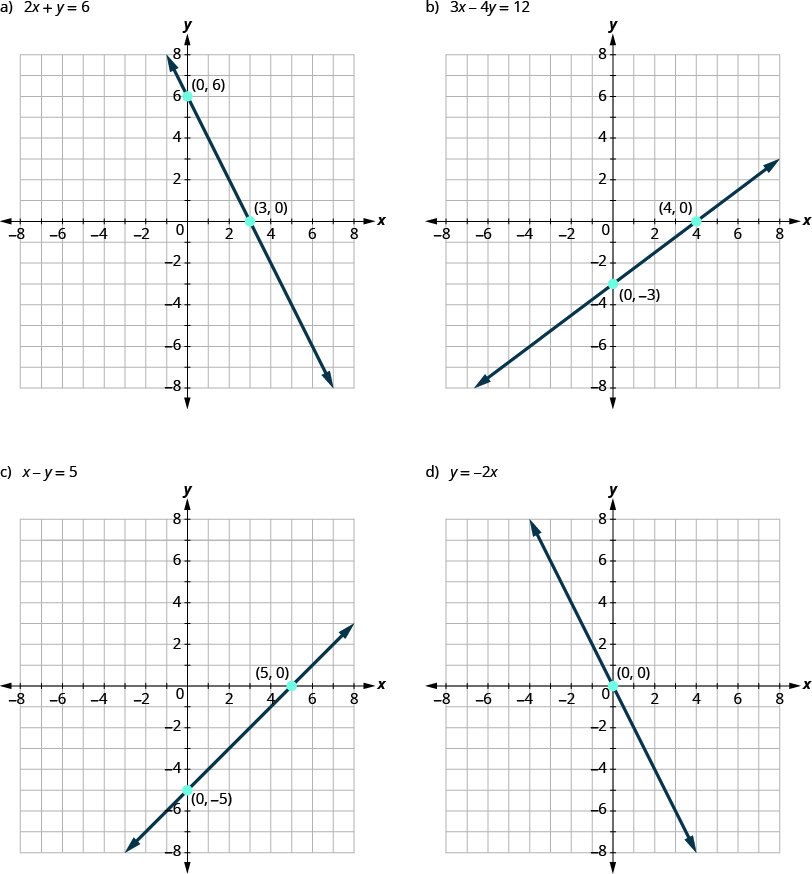 a) 2x + y = 6
b) 3x – 4y = 12
y
y
8
8
(0, 6)
6
6
4
4
2
2
(3, 0)
(4, 0)
x
x
–8 –6 –4 –2 0 2 4 6 8
–8 –6 –4 –2 0 2 4 6 8
–2
–2
(0, –3)
–4
–4
–6
–6
–8
–8
c) x – y = 5
d) y = –2x
y
y
8
8
6
6
4
4
2
2
(5, 0)
(0, 0)
x
x
–8 –6 –4 –2 0 2 4 6 8
–8 –6 –4 –2 0 2 4 6 8
–2
–2
–4
–4
(0, –5)
–6
–6
–8
–8